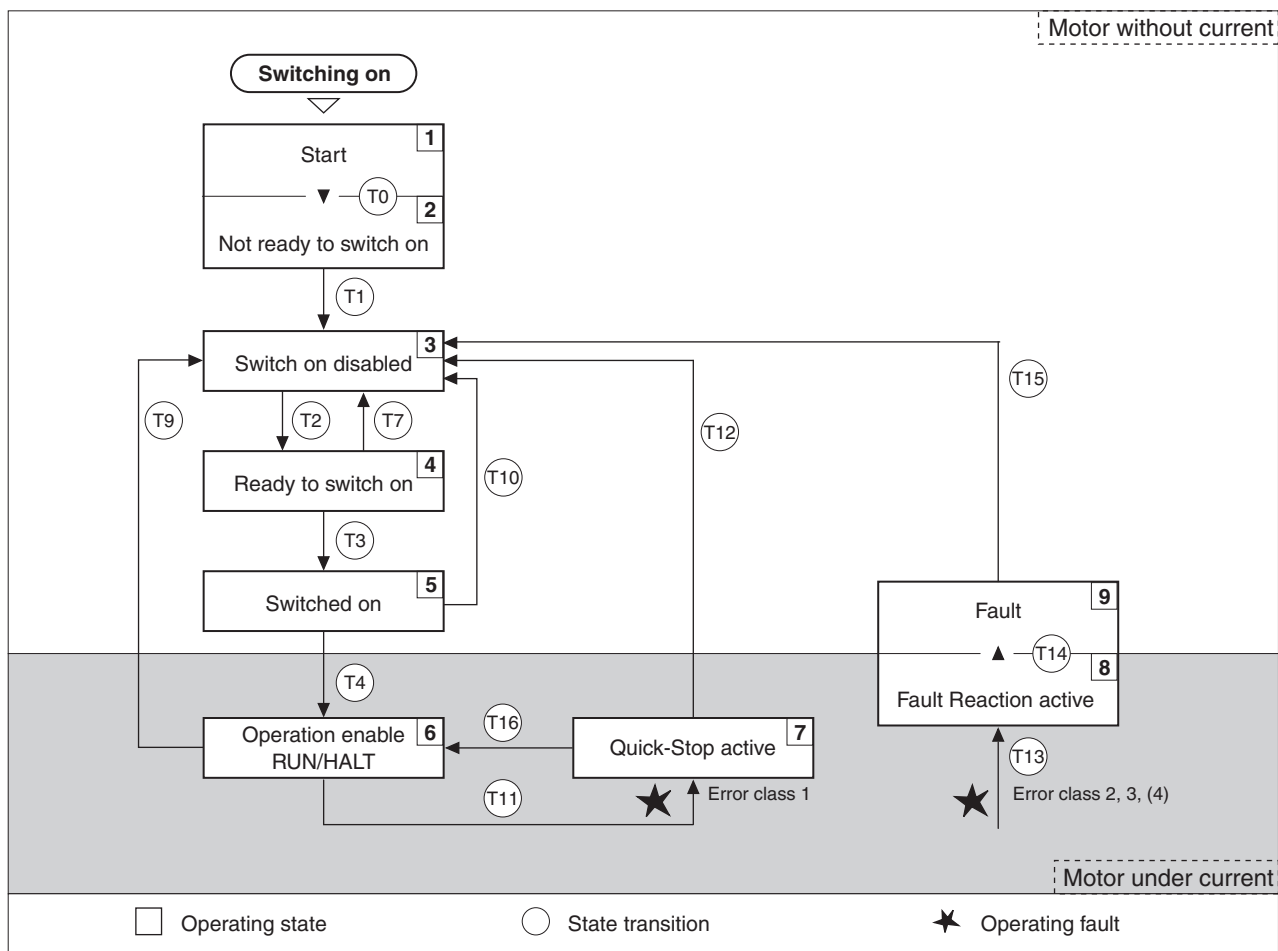 Motor without current
Switching on
1
Start
T0
2
Not ready to switch on
T1
3
Switch on disabled
T9
T2
T7
T10
T12
T15
4
Ready to switch on
T3
5
Switched on
9
Fault
T14
8
Fault Reaction active
T4
6
Operation enable
RUN/HALT
T16
7
Quick-Stop active
T13
T11
Error class 1
Error class 2, 3, (4)
Motor under current
Operating state
State transition
Operating fault